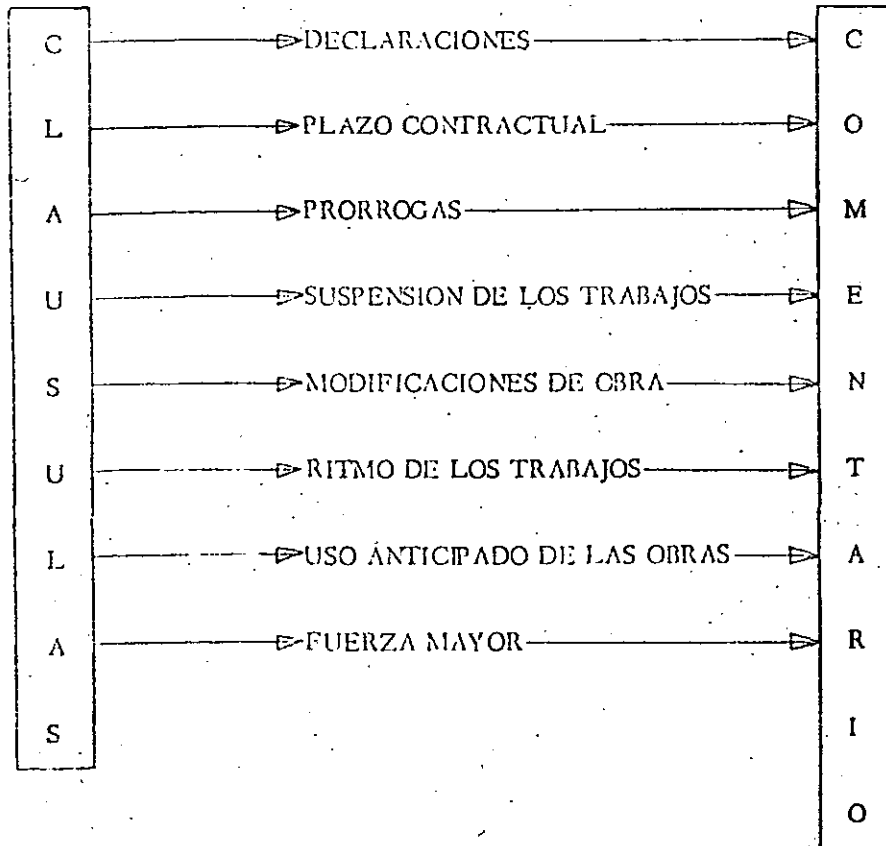 C DECLARACIONES C
L PLAZO CONTRACTUAL O
A PRORROGAS M
U SUSPENSION DE LOS TRABAJOS E
S MODIFICACIONES DE OBRA N
U RITMO DE LOS TRABAJOS T
L USO ANTICIPADO DE LAS OBRAS A
A FUERZA MAYOR R
S I
O